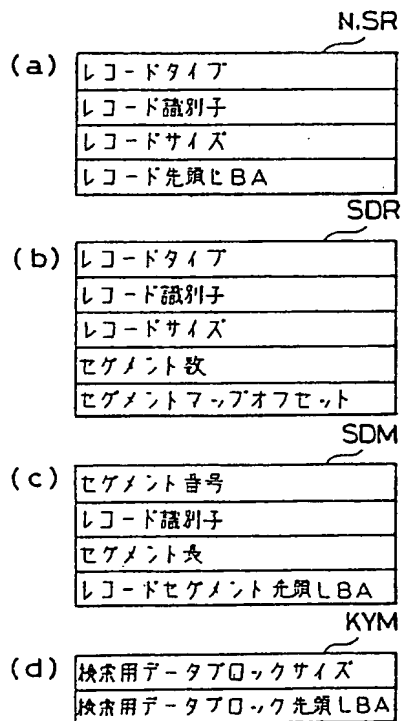 N.SR
(a)
レコードタイプ
レコード識別子
レコードサイズ
レコード先頭LBA
SDR
(b)
レコードタイプ
レコード識別子
レコードサイズ
セグメント数
セグメントマップオフセット
SDM
(c)
セグメント番号
レコード識別子
セグメント長
レコードセグメント先頭LBA
KYM
(d)
検索用データブロックサイズ
検索用データブロック先頭LBA